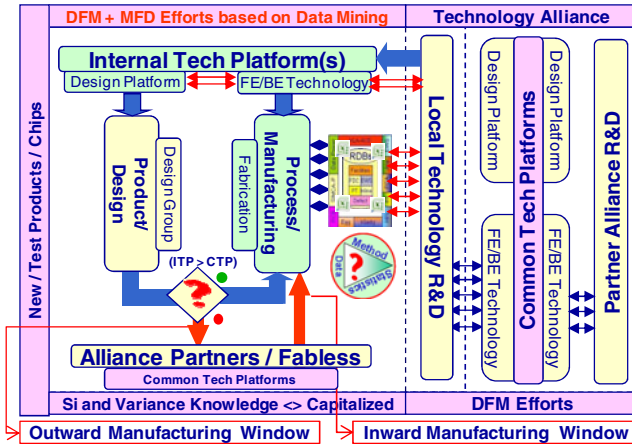 DFM + MFD Efforts based on Data Mining
Technology Alliance
New / Test Products / Chips
Internal Tech Platform(s)
Design Platform
FE/BE Technology
Product/
Design
Design Group
Fabrication
Process/
Manufacturing
RDBs
Defect
Method
Statistics
Data
?
(ITP > CTP)
?
Alliance Partners / Fabless
Common Tech Platforms
Local Technology R&D
Design Platform
Design Platform
FE/BE Technology
FE/BE Technology
Common Tech Platforms
Partner Alliance R&D
Si and Variance Knowledge <> Capitalized
DFM Efforts
Outward Manufacturing Window
Inward Manufacturing Window